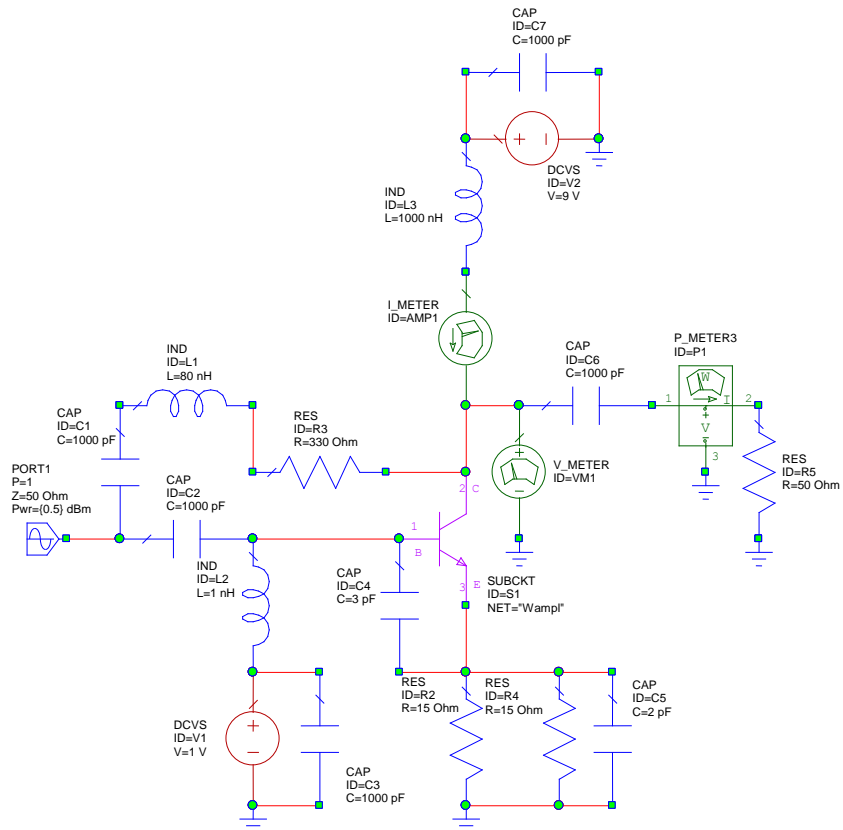 CAP
ID=C7
C=1000 pF
DCVS
ID=V2
V=9 V
IND
ID=L3
L=1000 nH
I_METER
ID=AMP1
P_METER3
ID=P1
W
1
I
2
V
3
CAP
ID=C6
C=1000 pF
IND
ID=L1
L=80 nH
CAP
ID=C1
C=1000 pF
RES
ID=R3
R=330 Ohm
V_METER
ID=VM1
RES
ID=R5
R=50 Ohm
PORT1
P=1
Z=50 Ohm
Pwr={0.5} dBm
CAP
ID=C2
C=1000 pF
2 C
1
B
3 E
IND
ID=L2
L=1 nH
CAP
ID=C4
C=3 pF
SUBCKT
ID=S1
NET="Wampl"
RES
ID=R2
R=15 Ohm
RES
ID=R4
R=15 Ohm
CAP
ID=C5
C=2 pF
DCVS
ID=V1
V=1 V
CAP
ID=C3
C=1000 pF